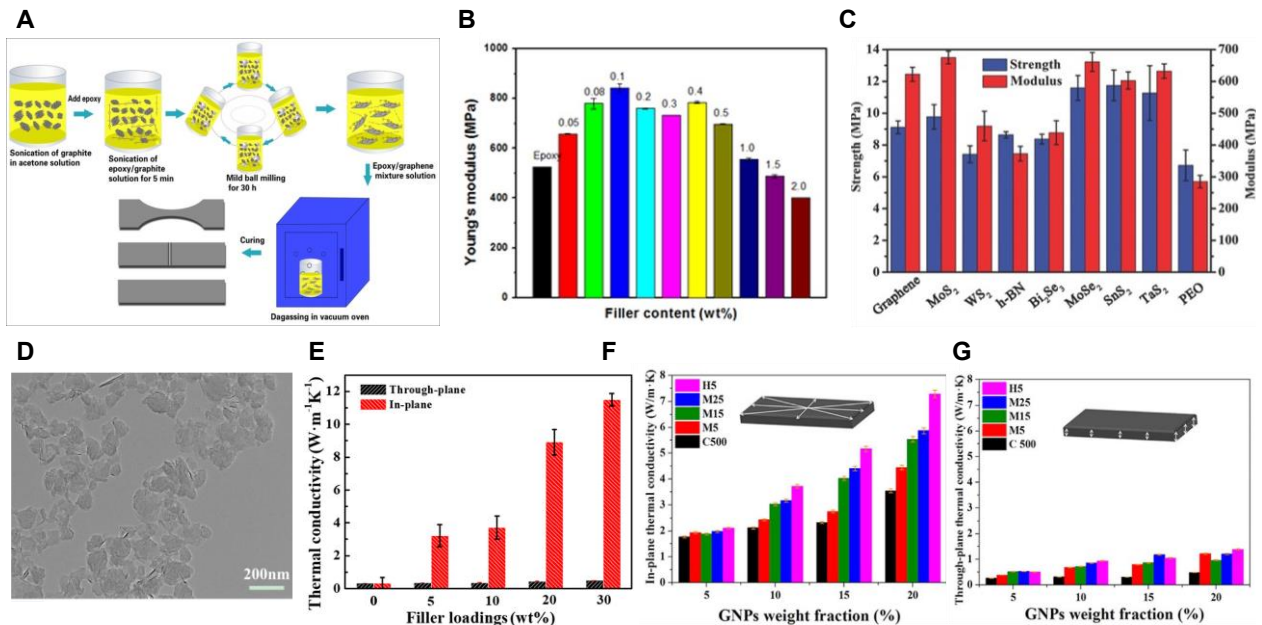 A
Sonication of graphite
in acetone solution
Add epoxy
Sonication of
epoxy/graphite
solution for 5 min
Mild ball milling
for 30 h
Epoxy/graphene
mixture solution
Curing
Dagassing in vacuum oven
B
Young's modulus (MPa)
1000
800
600
400
200
0
Epoxy
0.05
0.08
0.1
0.2
0.3
0.4
0.5
1.0
1.5
2.0
Filler content (wt%)
C
Strength (MPa)
14
12
10
8
6
4
2
0
Strength
Modulus
700
600
500
400
300
200
100
0
Modulus (MPa)
Graphene
MoS₂
WS₂
h-BN
Bi₂Se₃
MoSe₂
SnS₂
TaS₂
PEO
D
200nm
E
Thermal conductivity (W·m⁻¹K⁻¹)
12
10
8
6
4
2
0
Through-plane
In-plane
0 5 10 20 30
Filler loadings (wt%)
F
In-plane thermal conductivity (W/m·K)
8
7
6
5
4
3
2
1
0
H5
M25
M15
M5
C500
5 10 15 20
GNPs weight fraction (%)
G
Through-plane thermal conductivity (W/m·K)
8
7
6
5
4
3
2
1
0
H5
M25
M15
M5
C 500
5 10 15 20
GNPs weight fraction (%)